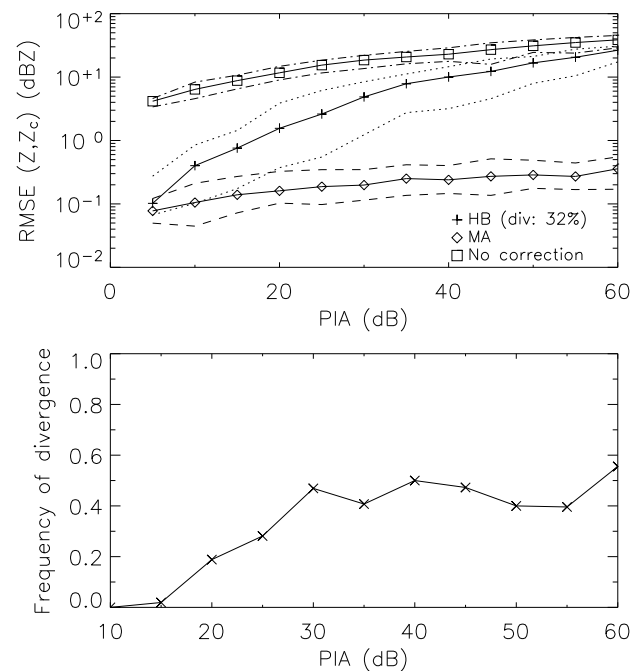 10+2
10+1
10 0
10−1
10−2
RMSE (Z,Zc) (dBZ)
HB (div: 32%)
MA
No correction
0 20 40 60
PIA (dB)
1.0
0.8
0.6
0.4
0.2
0.0
Frequency of divergence
10 20 30 40 50 60
PIA (dB)